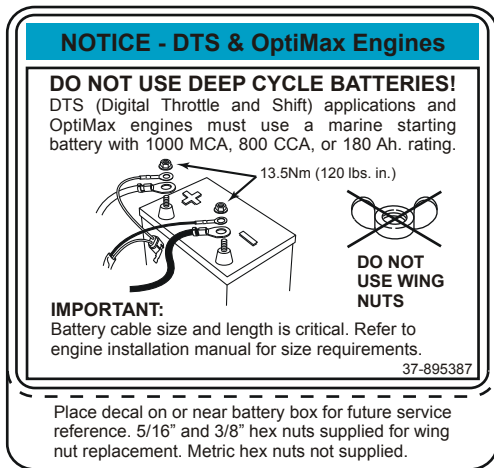 NOTICE - DTS & OptiMax Engines
DO NOT USE DEEP CYCLE BATTERIES!
DTS (Digital Throttle and Shift) applications and
OptiMax engines must use a marine starting
battery with 1000 MCA, 800 CCA, or 180 Ah. rating.
13.5Nm (120 lbs. in.)
DO NOT
USE WING
NUTS
IMPORTANT:
Battery cable size and length is critical. Refer to
engine installation manual for size requirements.
37-895387
Place decal on or near battery box for future service
reference. 5/16” and 3/8” hex nuts supplied for wing
nut replacement. Metric hex nuts not supplied.